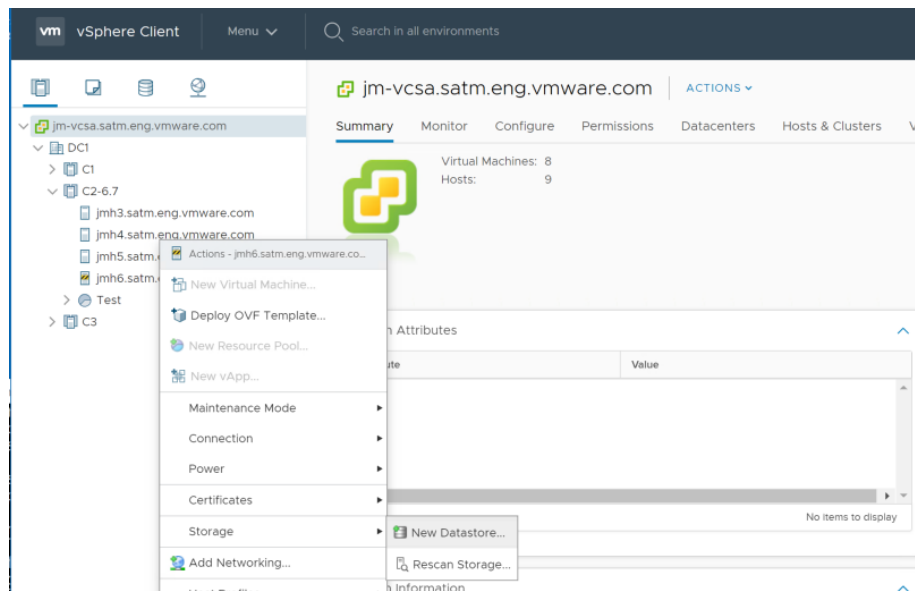 vm vSphere Client Menu Search in all environments
jm-vcsa.satm.eng.vmware.com ACTIONS
Summary Monitor Configure Permissions Datacenters Hosts & Clusters
Virtual Machines: 8
Hosts: 9
jm-vcsa.satm.eng.vmware.com
DC1
C1
C2-6.7
jmh3.satm.eng.vmware.com
jmh4.satm.eng.vmware.com
jmh5.satm.
jmh6.satm.
Test
C3
Actions - jmh6.satm.eng.vmware.co...
New Virtual Machine...
Deploy OVF Template...
New Resource Pool...
New vApp...
Maintenance Mode
Connection
Power
Certificates
Storage
Add Networking...
New Datastore...
Rescan Storage...
Attributes
Value
No items to display
Information